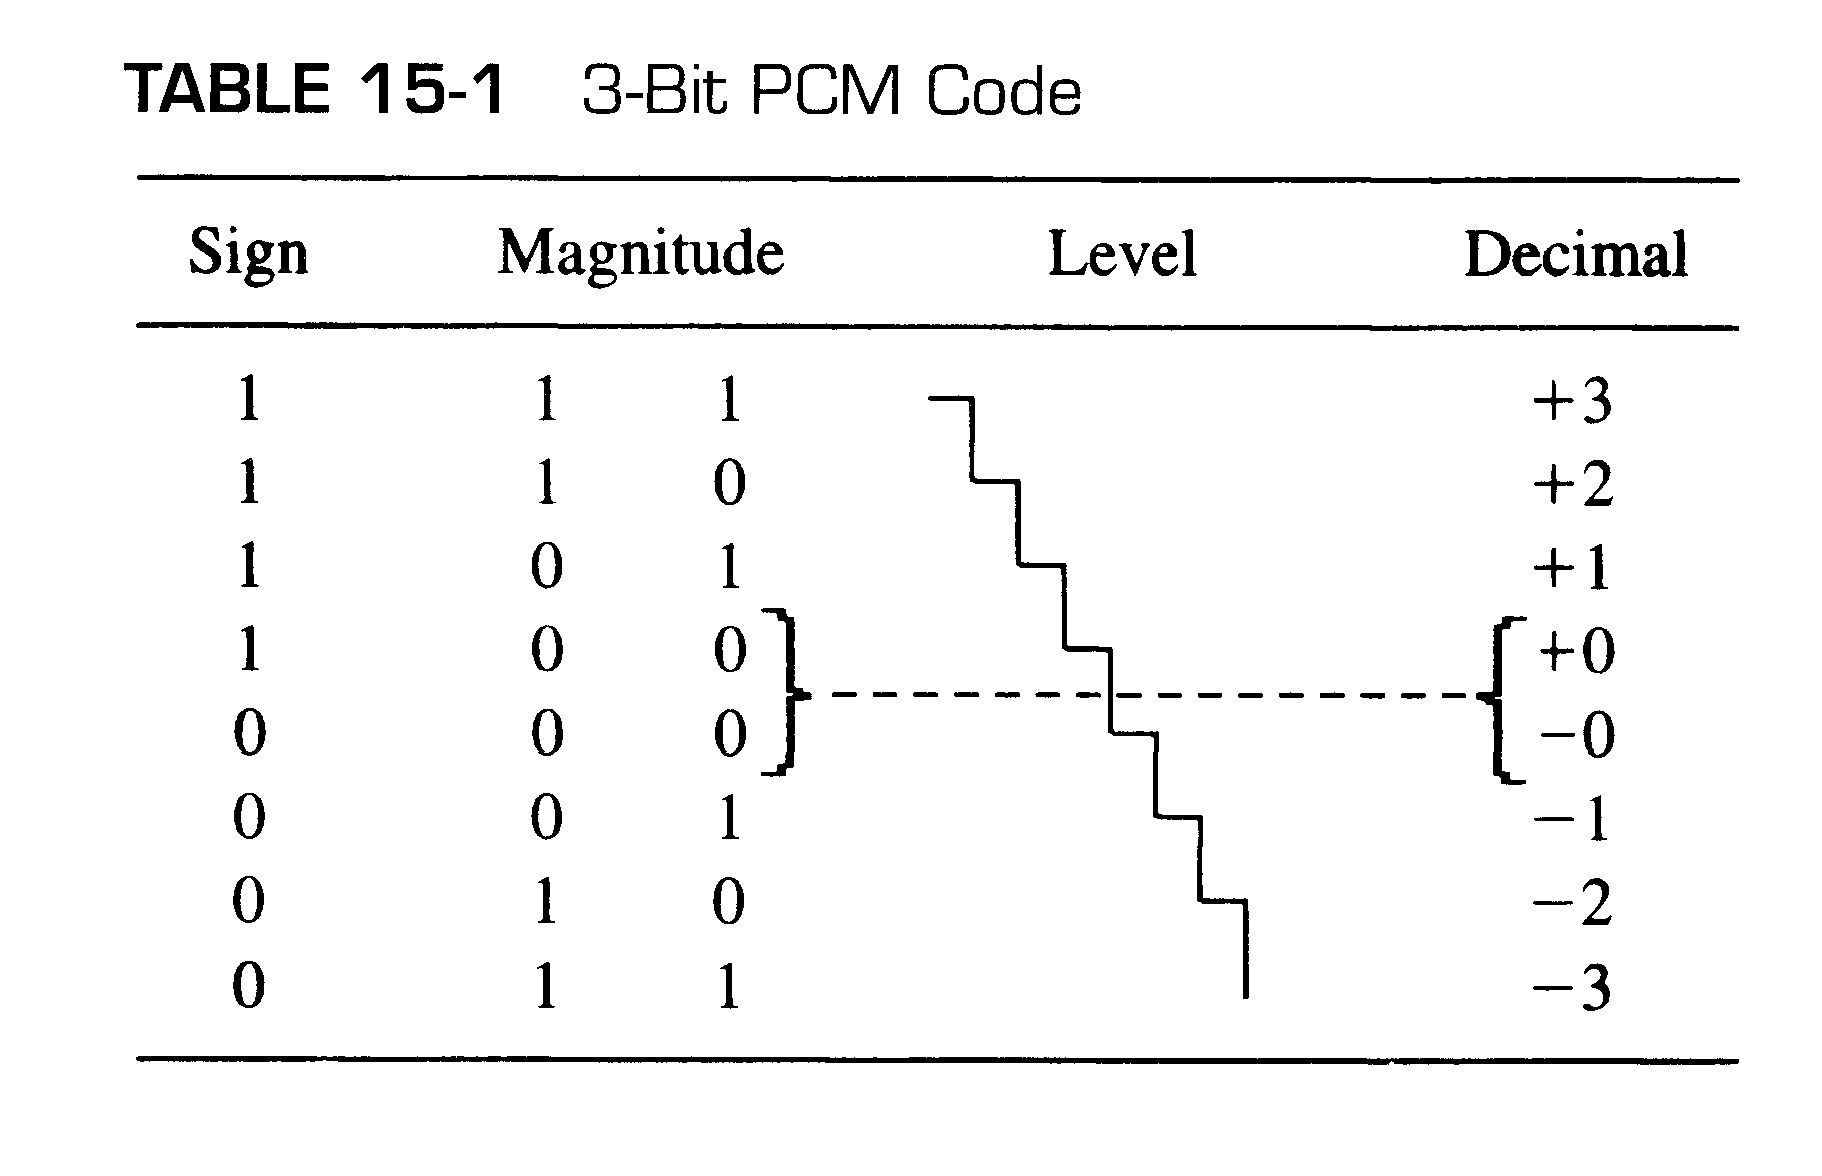 TABLE 15-1 3-Bit PCM Code
Sign Magnitude Level Decimal
1 1 1 +3
1 1 0 +2
1 0 1 +1
1 0 0 +0
0 0 0 −0
0 0 1 −1
0 1 0 −2
0 1 1 −3